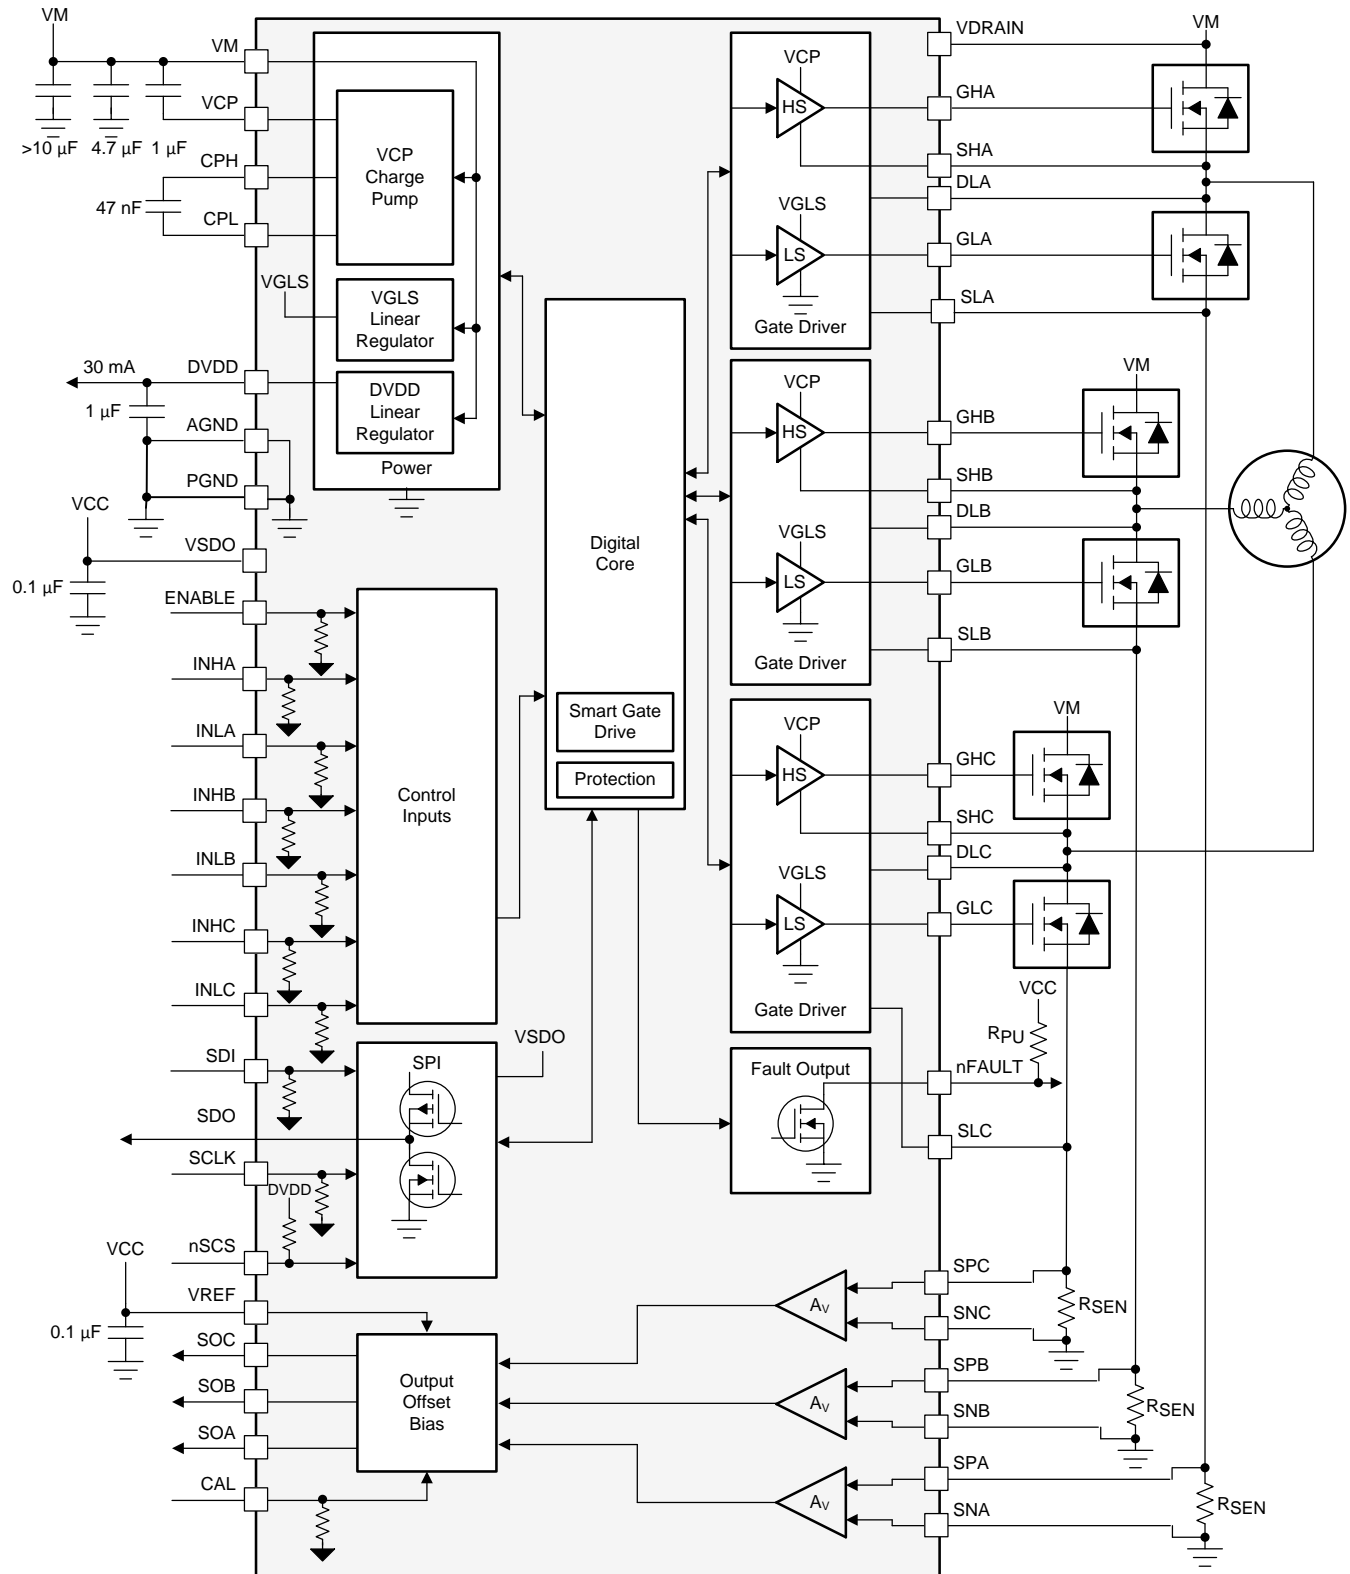 VM
VM
>10 µF
4.7 µF
1 µF
VCP
CPH
47 nF
CPL
VCP
Charge
Pump
VGLS
VGLS
Linear
Regulator
30 mA
DVDD
1 µF
DVDD
Linear
Regulator
AGND
PGND
Power
VCC
VSDO
0.1 µF
ENABLE
INHA
INLA
INHB
INLB
INHC
INLC
Control
Inputs
SDI
SDO
SCLK
DVDD
nSCS
SPI
VSDO
VCC
VREF
0.1 µF
SOC
SOB
SOA
CAL
Output
Offset
Bias
Digital
Core
Smart Gate
Drive
Protection
VCP
HS
VGLS
LS
Gate Driver
VCP
HS
VGLS
LS
Gate Driver
VCP
HS
VGLS
LS
Gate Driver
Fault Output
AV
AV
AV
VDRAIN
VM
GHA
SHA
DLA
GLA
SLA
VM
GHB
SHB
DLB
GLB
SLB
VM
GHC
SHC
DLC
GLC
VCC
RPU
nFAULT
SLC
SPC
SNC
RSEN
SPB
SNB
RSEN
SPA
SNA
RSEN